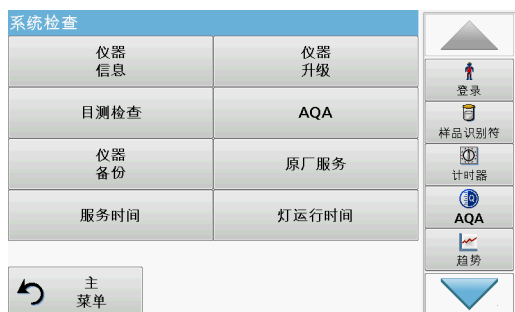 系统检查
仪器
信息
仪器
升级
目测检查
AQA
仪器
备份
原厂服务
服务时间
灯运行时间
主
菜单
登录
样品识别符
计时器
AQA
趋势